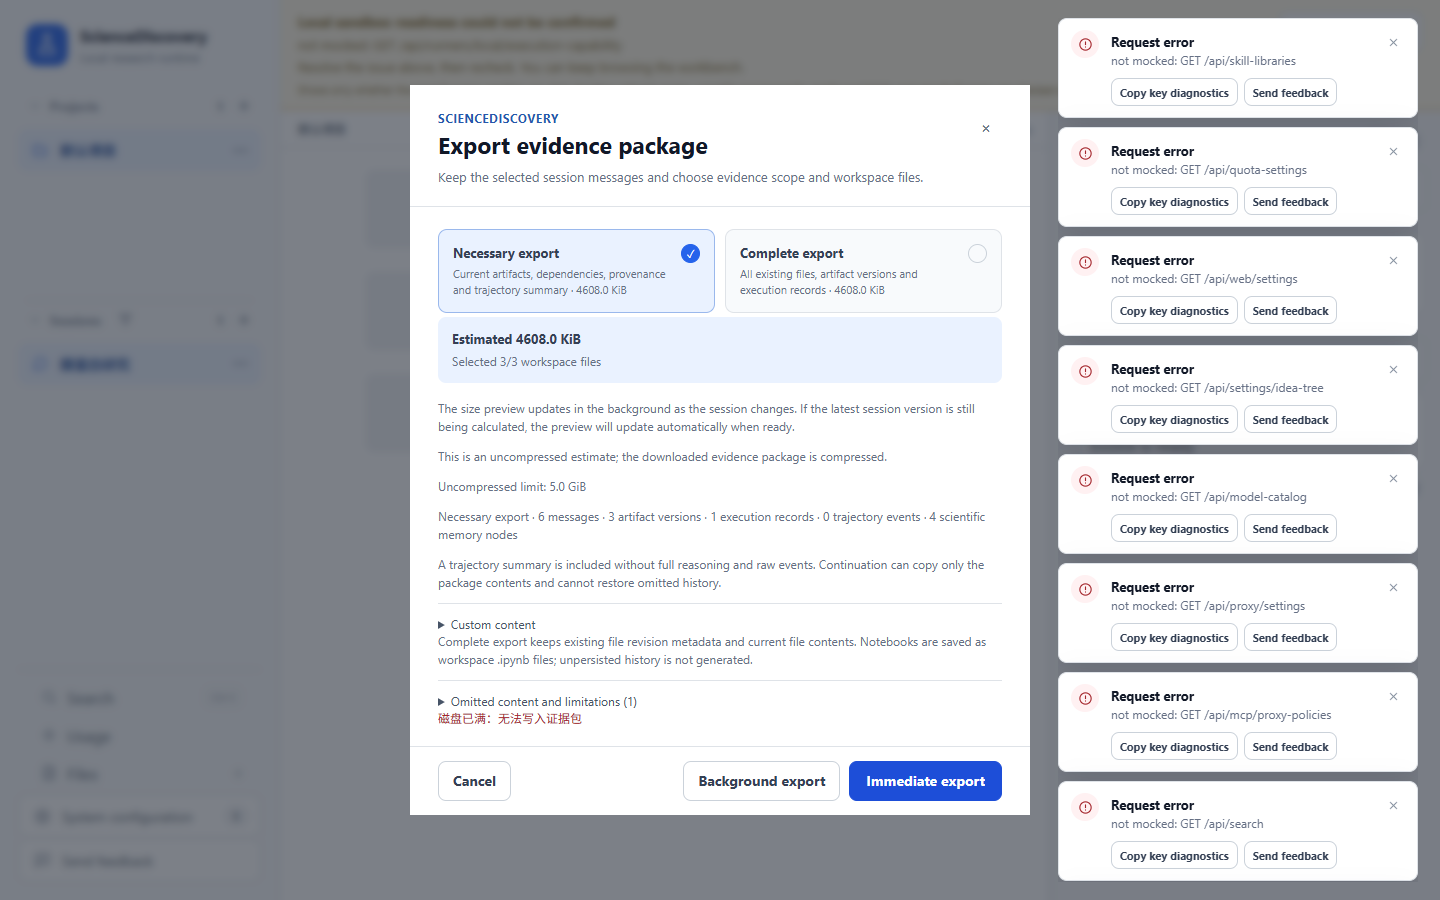 SCIENCEDISCOVERY
Export evidence package
Keep the selected session messages and choose evidence scope and workspace files.
Necessary export
Current artifacts, dependencies, provenance
and trajectory summary · 4608.0 KiB
Complete export
All existing files, artifact versions and
execution records · 4608.0 KiB
Estimated 4608.0 KiB
Selected 3/3 workspace files
The size preview updates in the background as the session changes. If the latest session version is still
being calculated, the preview will update automatically when ready.
This is an uncompressed estimate; the downloaded evidence package is compressed.
Uncompressed limit: 5.0 GiB
Necessary export · 6 messages · 3 artifact versions · 1 execution records · 0 trajectory events · 4 scientific
memory nodes
A trajectory summary is included without full reasoning and raw events. Continuation can copy only the
package contents and cannot restore omitted history.
Custom content
Complete export keeps existing file revision metadata and current file contents. Notebooks are saved as
workspace .ipynb files; unpersisted history is not generated.
Omitted content and limitations (1)
磁盘已满：无法写入证据包
Cancel
Background export
Immediate export
Request error
not mocked: GET /api/skill-libraries
Copy key diagnostics
Send feedback
Request error
not mocked: GET /api/quota-settings
Copy key diagnostics
Send feedback
Request error
not mocked: GET /api/web/settings
Copy key diagnostics
Send feedback
Request error
not mocked: GET /api/settings/idea-tree
Copy key diagnostics
Send feedback
Request error
not mocked: GET /api/model-catalog
Copy key diagnostics
Send feedback
Request error
not mocked: GET /api/proxy/settings
Copy key diagnostics
Send feedback
Request error
not mocked: GET /api/mcp/proxy-policies
Copy key diagnostics
Send feedback
Request error
not mocked: GET /api/search
Copy key diagnostics
Send feedback
ScienceDiscovery
Projects
Search
Usage
Files
System configuration
Send feedback